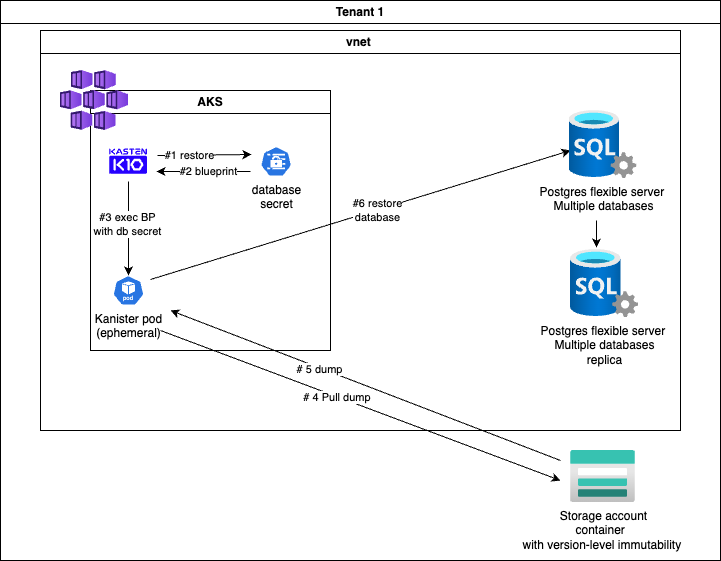 Tenant 1
vnet
AKS
KASTEN
K10
#1 restore
#2 blueprint
database
secret
#3 exec BP
with db secret
pod
Kanister pod
(ephemeral)
#6 restore
database
SQL
Postgres flexible server
Multiple databases
SQL
Postgres flexible server
Multiple databases
replica
# 5 dump
# 4 Pull dump
Storage account
container
with version-level immutability